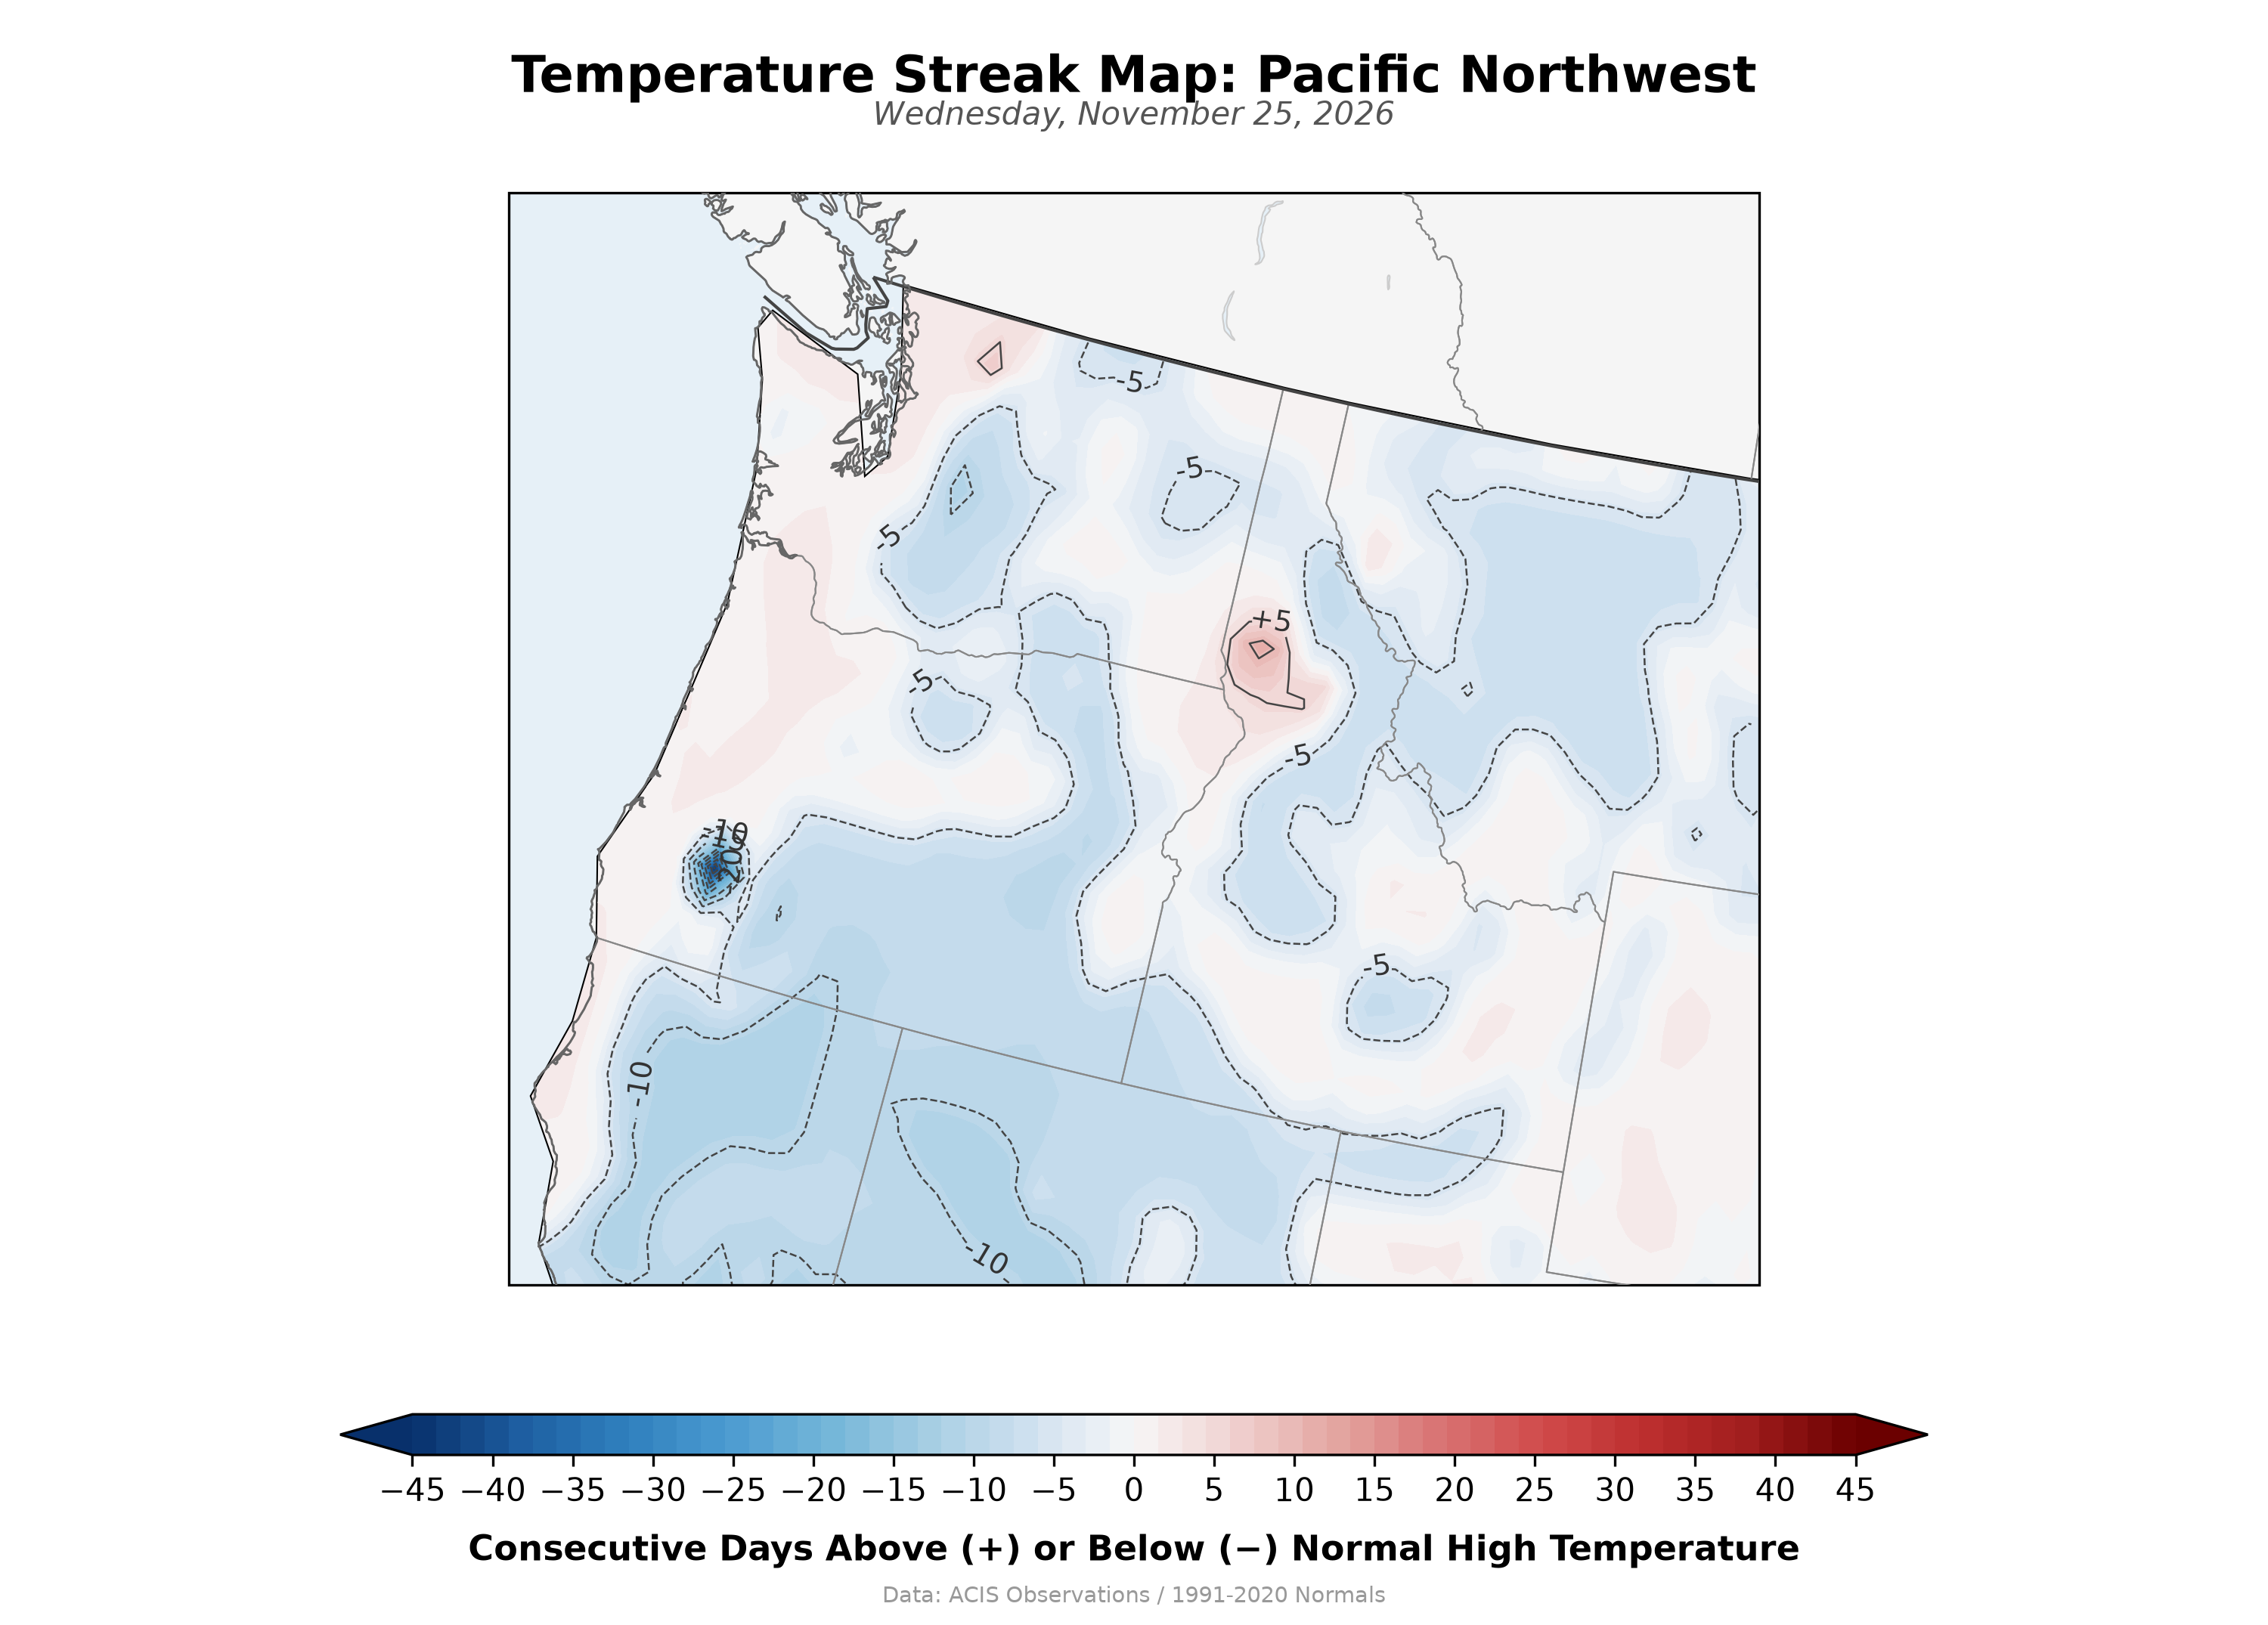 Temperature Streak Map: Pacific Northwest
Wednesday, November 25, 2026
-5
-5
-5
+5
-5
-5
-10
-20
-5
-10
-10
−45 −40 −35 −30 −25 −20 −15 −10 −5 0 5 10 15 20 25 30 35 40 45
Consecutive Days Above (+) or Below (−) Normal High Temperature
Data: ACIS Observations / 1991-2020 Normals